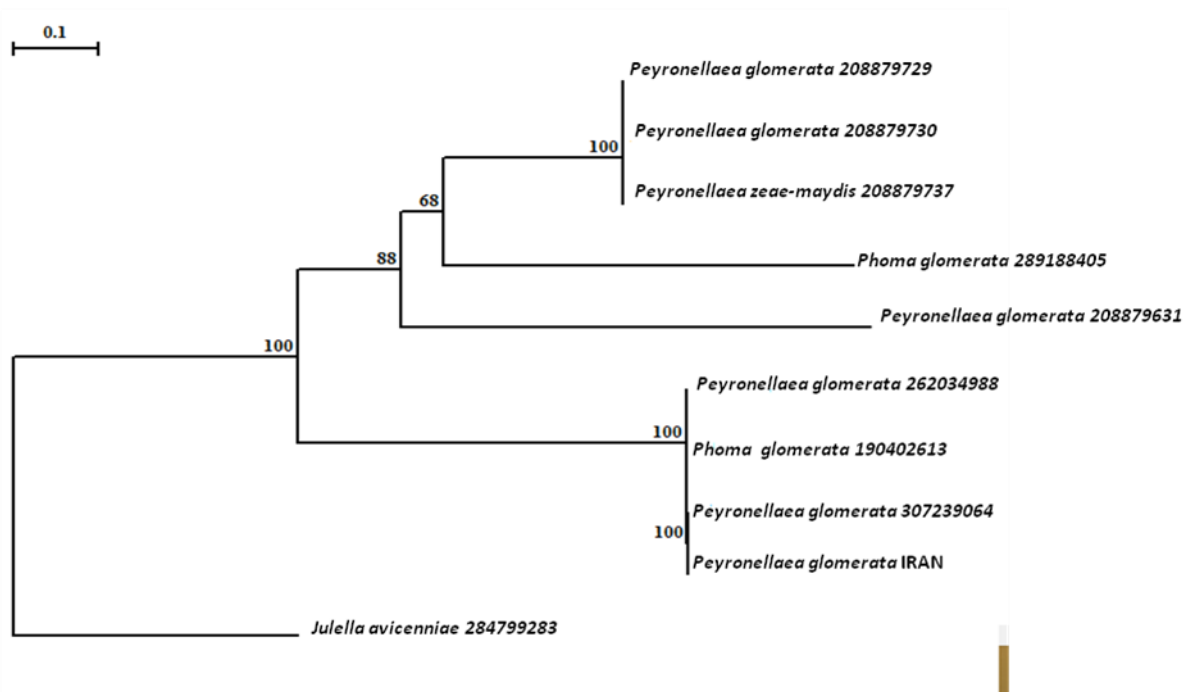 0.1
Peyronellaea glomerata 208879729
Peyronellaea glomerata 208879730
100
Peyronellaea zeae-maydis 208879737
68
Phoma glomerata 289188405
88
Peyronellaea glomerata 208879631
100
Peyronellaea glomerata 262034988
100
Phoma glomerata 190402613
Peyronellaea glomerata 307239064
100
Peyronellaea glomerata IRAN
Julella avicenniae 284799283